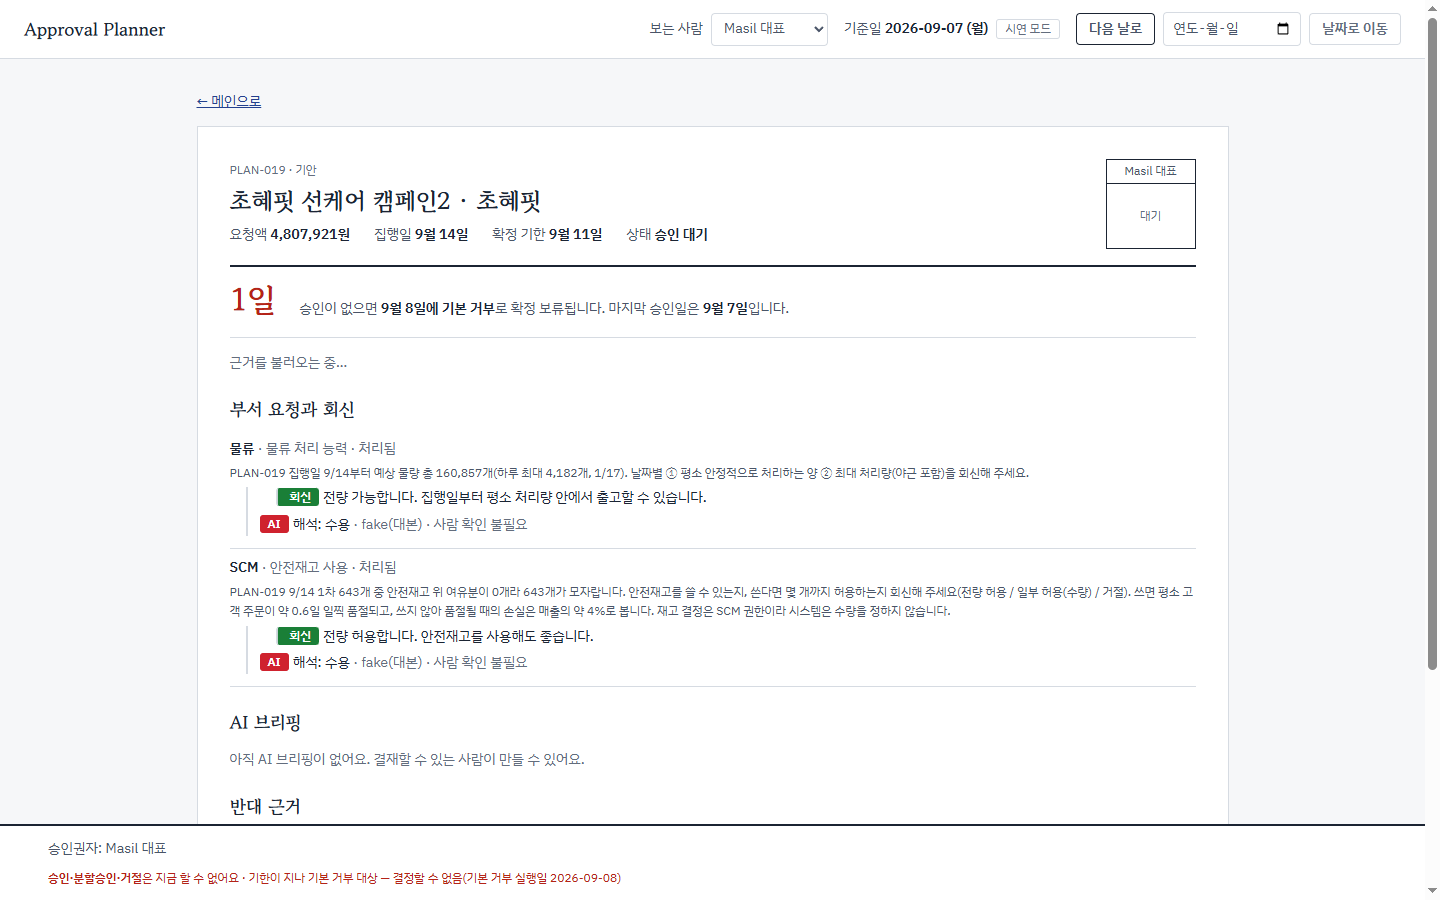 Approval Planner
보는 사람 Masil 대표 기준일 2026-09-07 (월) 시연 모드 다음 날로 연도-월-일 날짜로 이동
← 메인으로
PLAN-019 · 기안
초혜핏 선케어 캠페인2 · 초혜핏
요청액 4,807,921원 집행일 9월 14일 확정 기한 9월 11일 상태 승인 대기
Masil 대표
대기
1일 승인이 없으면 9월 8일에 기본 거부로 확정 보류됩니다. 마지막 승인일은 9월 7일입니다.
근거를 불러오는 중...
부서 요청과 회신
물류 · 물류 처리 능력 · 처리됨
PLAN-019 집행일 9/14부터 예상 물량 총 160,857개(하루 최대 4,182개, 1/17). 날짜별 ① 평소 안정적으로 처리하는 양 ② 최대 처리량(야근 포함)을 회신해 주세요.
회신 전량 가능합니다. 집행일부터 평소 처리량 안에서 출고할 수 있습니다.
AI 해석: 수용 · fake(대본) · 사람 확인 불필요
SCM · 안전재고 사용 · 처리됨
PLAN-019 9/14 1차 643개 중 안전재고 위 여유분이 0개라 643개가 모자랍니다. 안전재고를 쓸 수 있는지, 쓴다면 몇 개까지 허용하는지 회신해 주세요(전량 허용 / 일부 허용(수량) / 거절). 쓰면 평소 고
객 주문이 약 0.6일 일찍 품절되고, 쓰지 않아 품절될 때의 손실은 매출의 약 4%로 봅니다. 재고 결정은 SCM 권한이라 시스템은 수량을 정하지 않습니다.
회신 전량 허용합니다. 안전재고를 사용해도 좋습니다.
AI 해석: 수용 · fake(대본) · 사람 확인 불필요
AI 브리핑
아직 AI 브리핑이 없어요. 결재할 수 있는 사람이 만들 수 있어요.
반대 근거
승인권자: Masil 대표
승인·분할승인·거절은 지금 할 수 없어요 · 기한이 지나 기본 거부 대상 — 결정할 수 없음(기본 거부 실행일 2026-09-08)